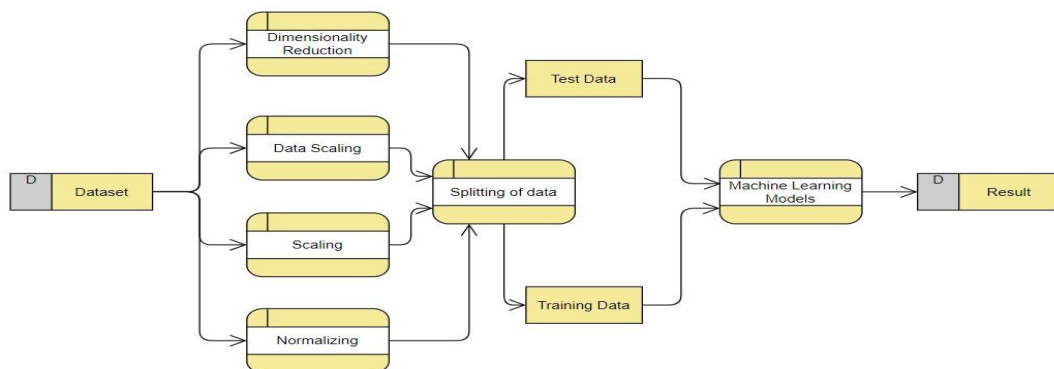 Dimensionality
Reduction
Data Scaling
Scaling
Normalizing
D
Dataset
Splitting of data
Test Data
Training Data
Machine Learning
Models
D
Result